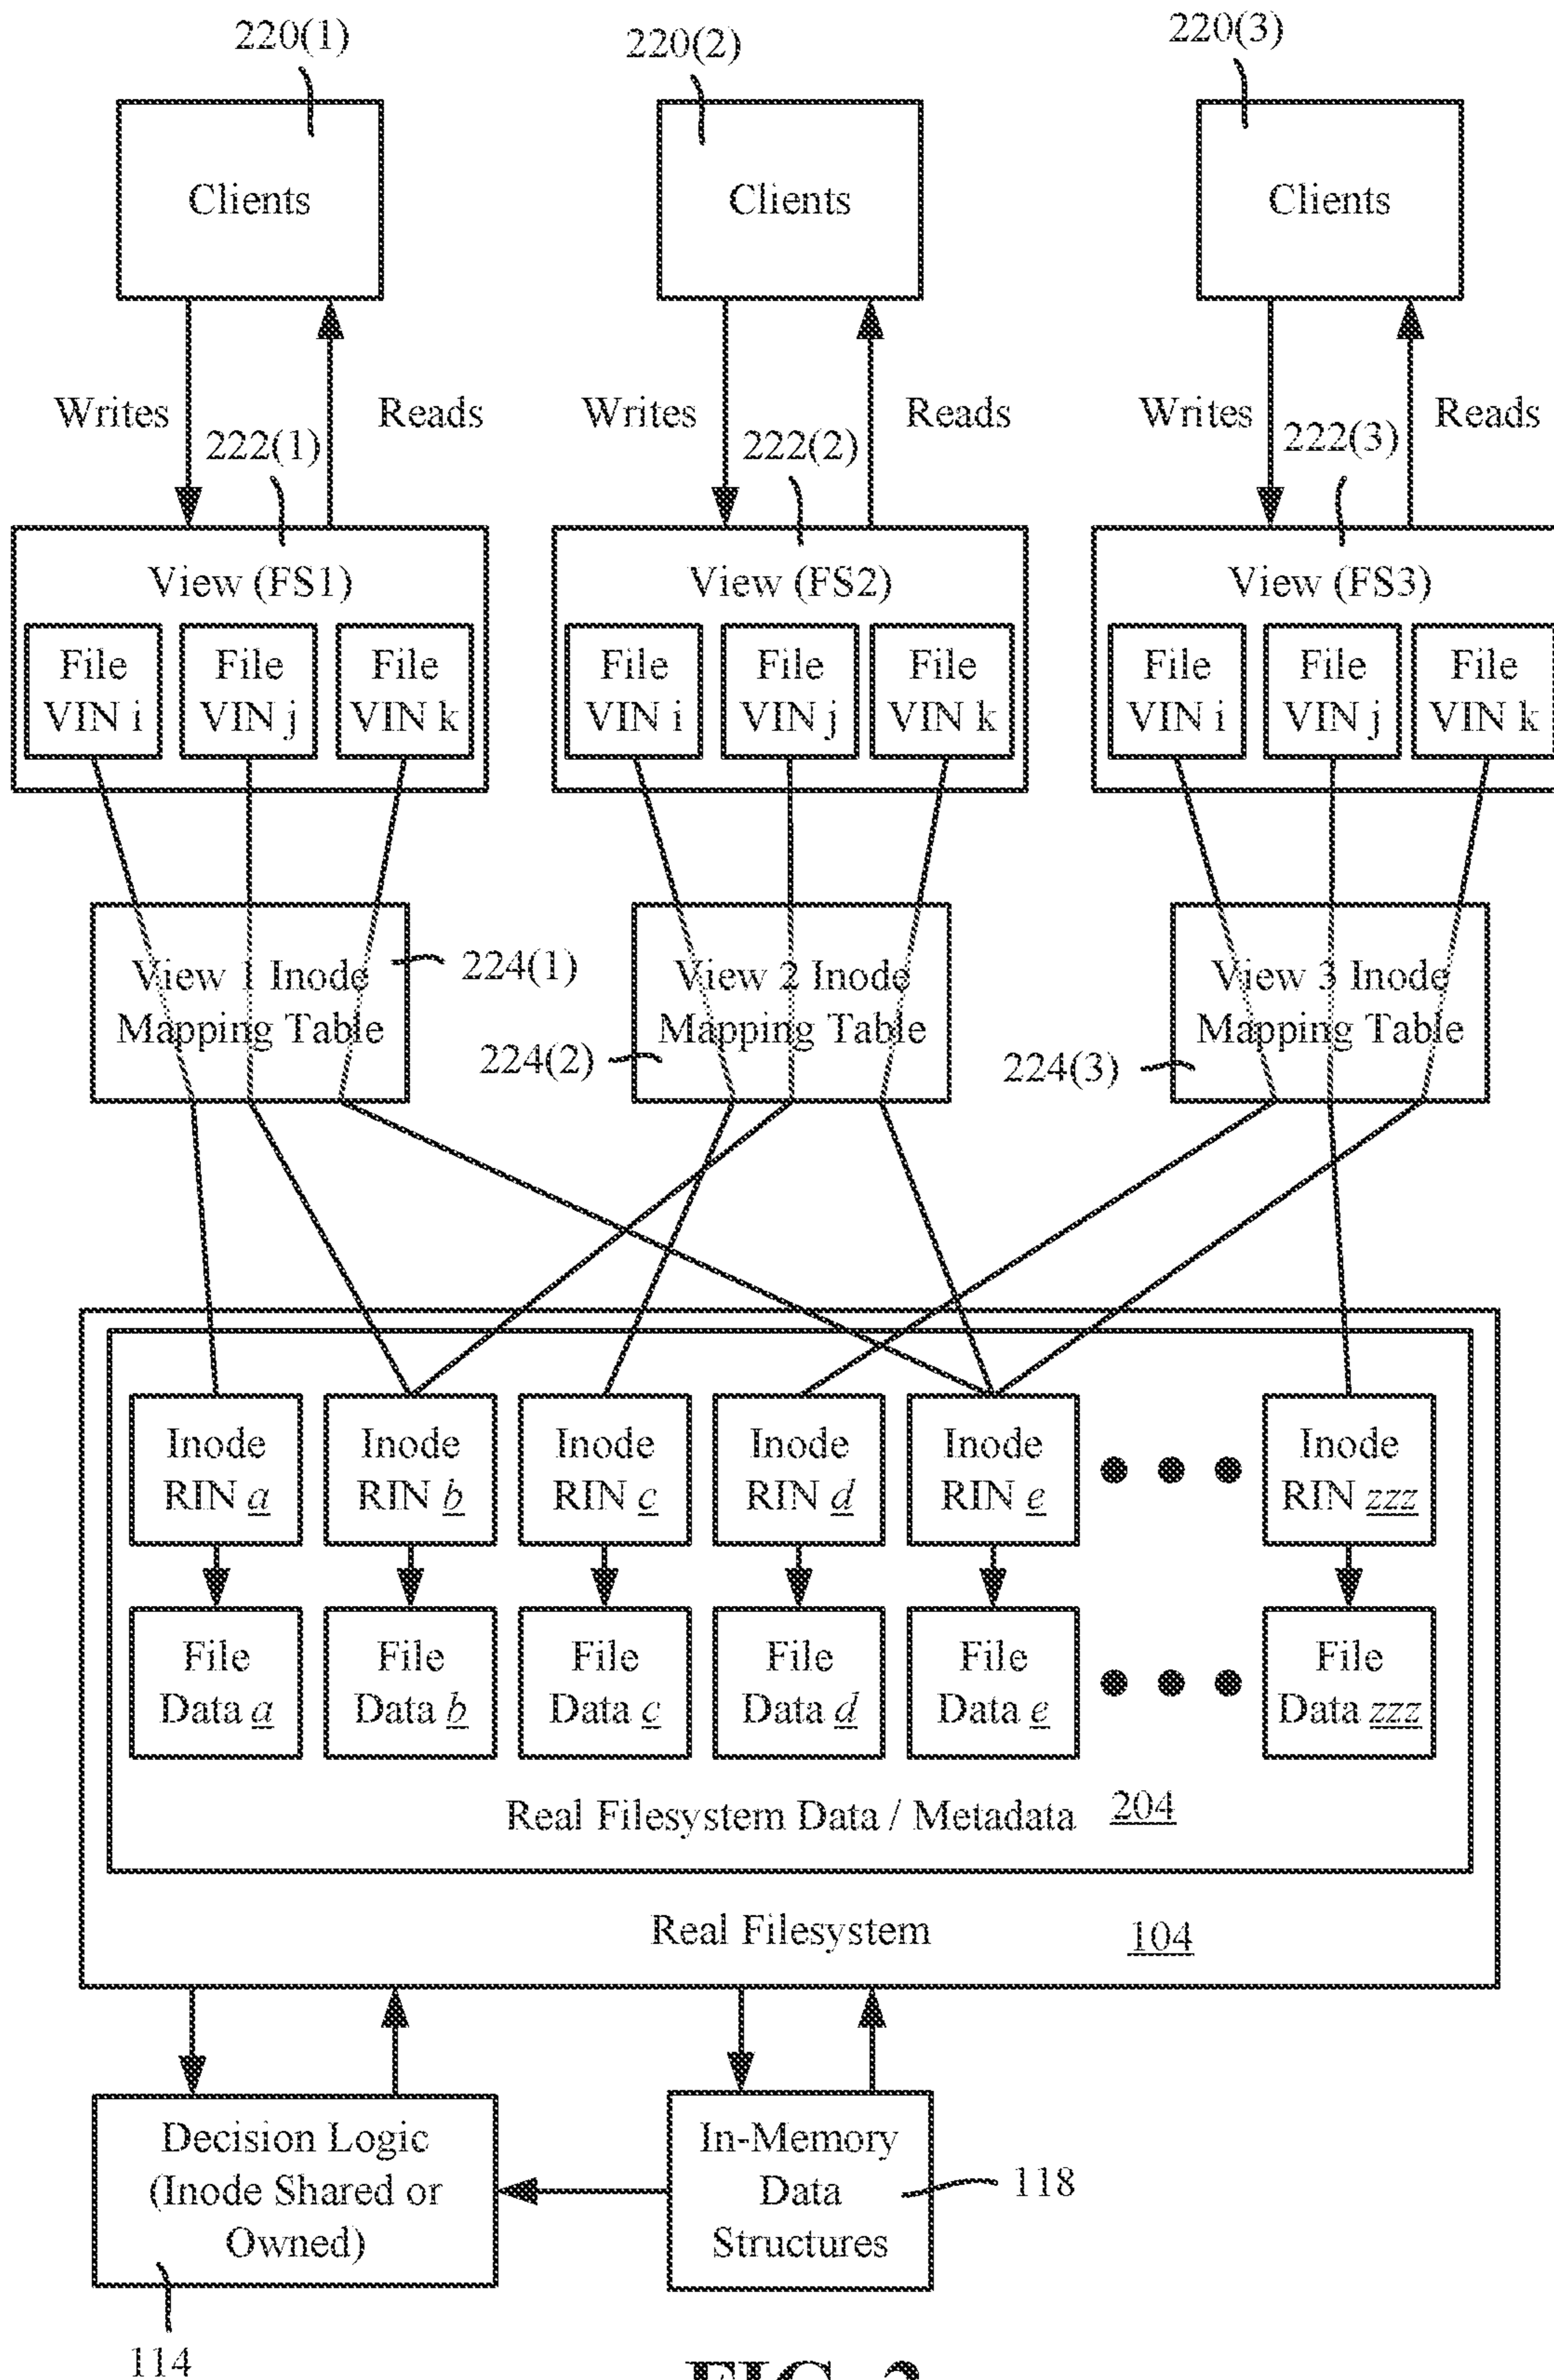 220(1)
220(2)
220(3)
Clients
Clients
Clients
Writes
Reads
Writes
Reads
Writes
Reads
222(1)
222(2)
222(3)
View (FS1)
View (FS2)
View (FS3)
File
VIN i
File
VIN j
File
VIN k
File
VIN i
File
VIN j
File
VIN k
File
VIN i
File
VIN j
File
VIN k
View 1 Inode
Mapping Table
224(1)
View 2 Inode
Mapping Table
224(2)
View 3 Inode
Mapping Table
224(3)
Inode
RIN a
Inode
RIN b
Inode
RIN c
Inode
RIN d
Inode
RIN e
Inode
RIN zzz
File
Data a
File
Data b
File
Data c
File
Data d
File
Data e
File
Data zzz
Real Filesystem Data / Metadata 204
Real Filesystem 104
Decision Logic
(Inode Shared or
Owned)
In-Memory
Data
Structures
118
114